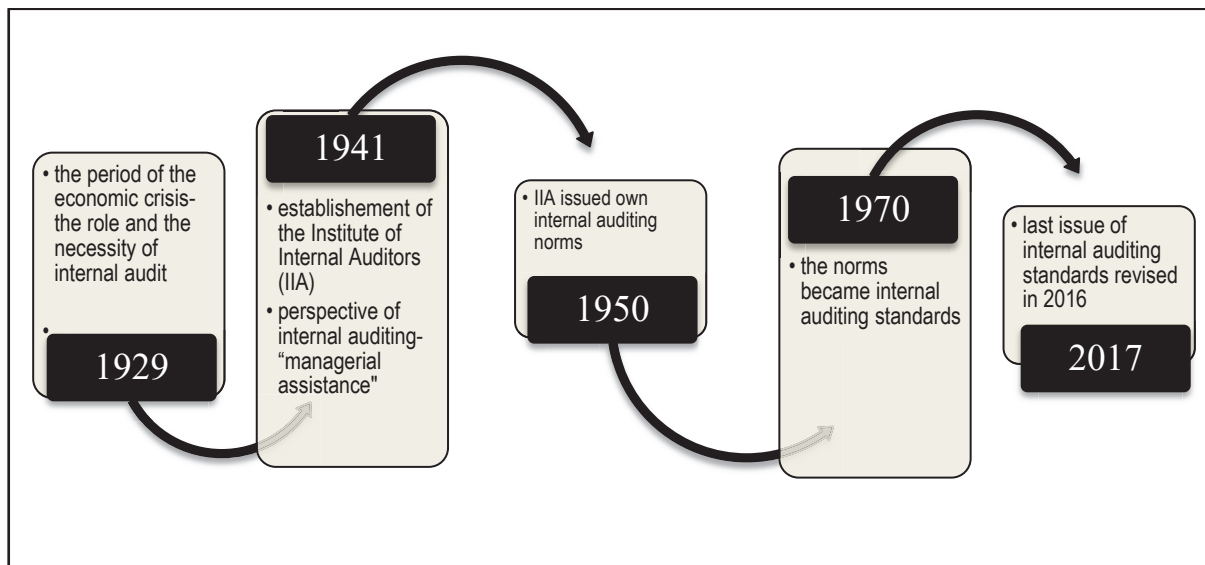 • the period of the
economic crisis-
the role and the
necessity of
internal audit
•
1929
1941
• establishement of
the Institute of
Internal Auditors
(IIA)
• perspective of
internal auditing-
“managerial
assistance"
• IIA issued own
internal auditing
norms
1950
1970
• the norms
became internal
auditing standards
• last issue of
internal auditing
standards revised
in 2016
2017